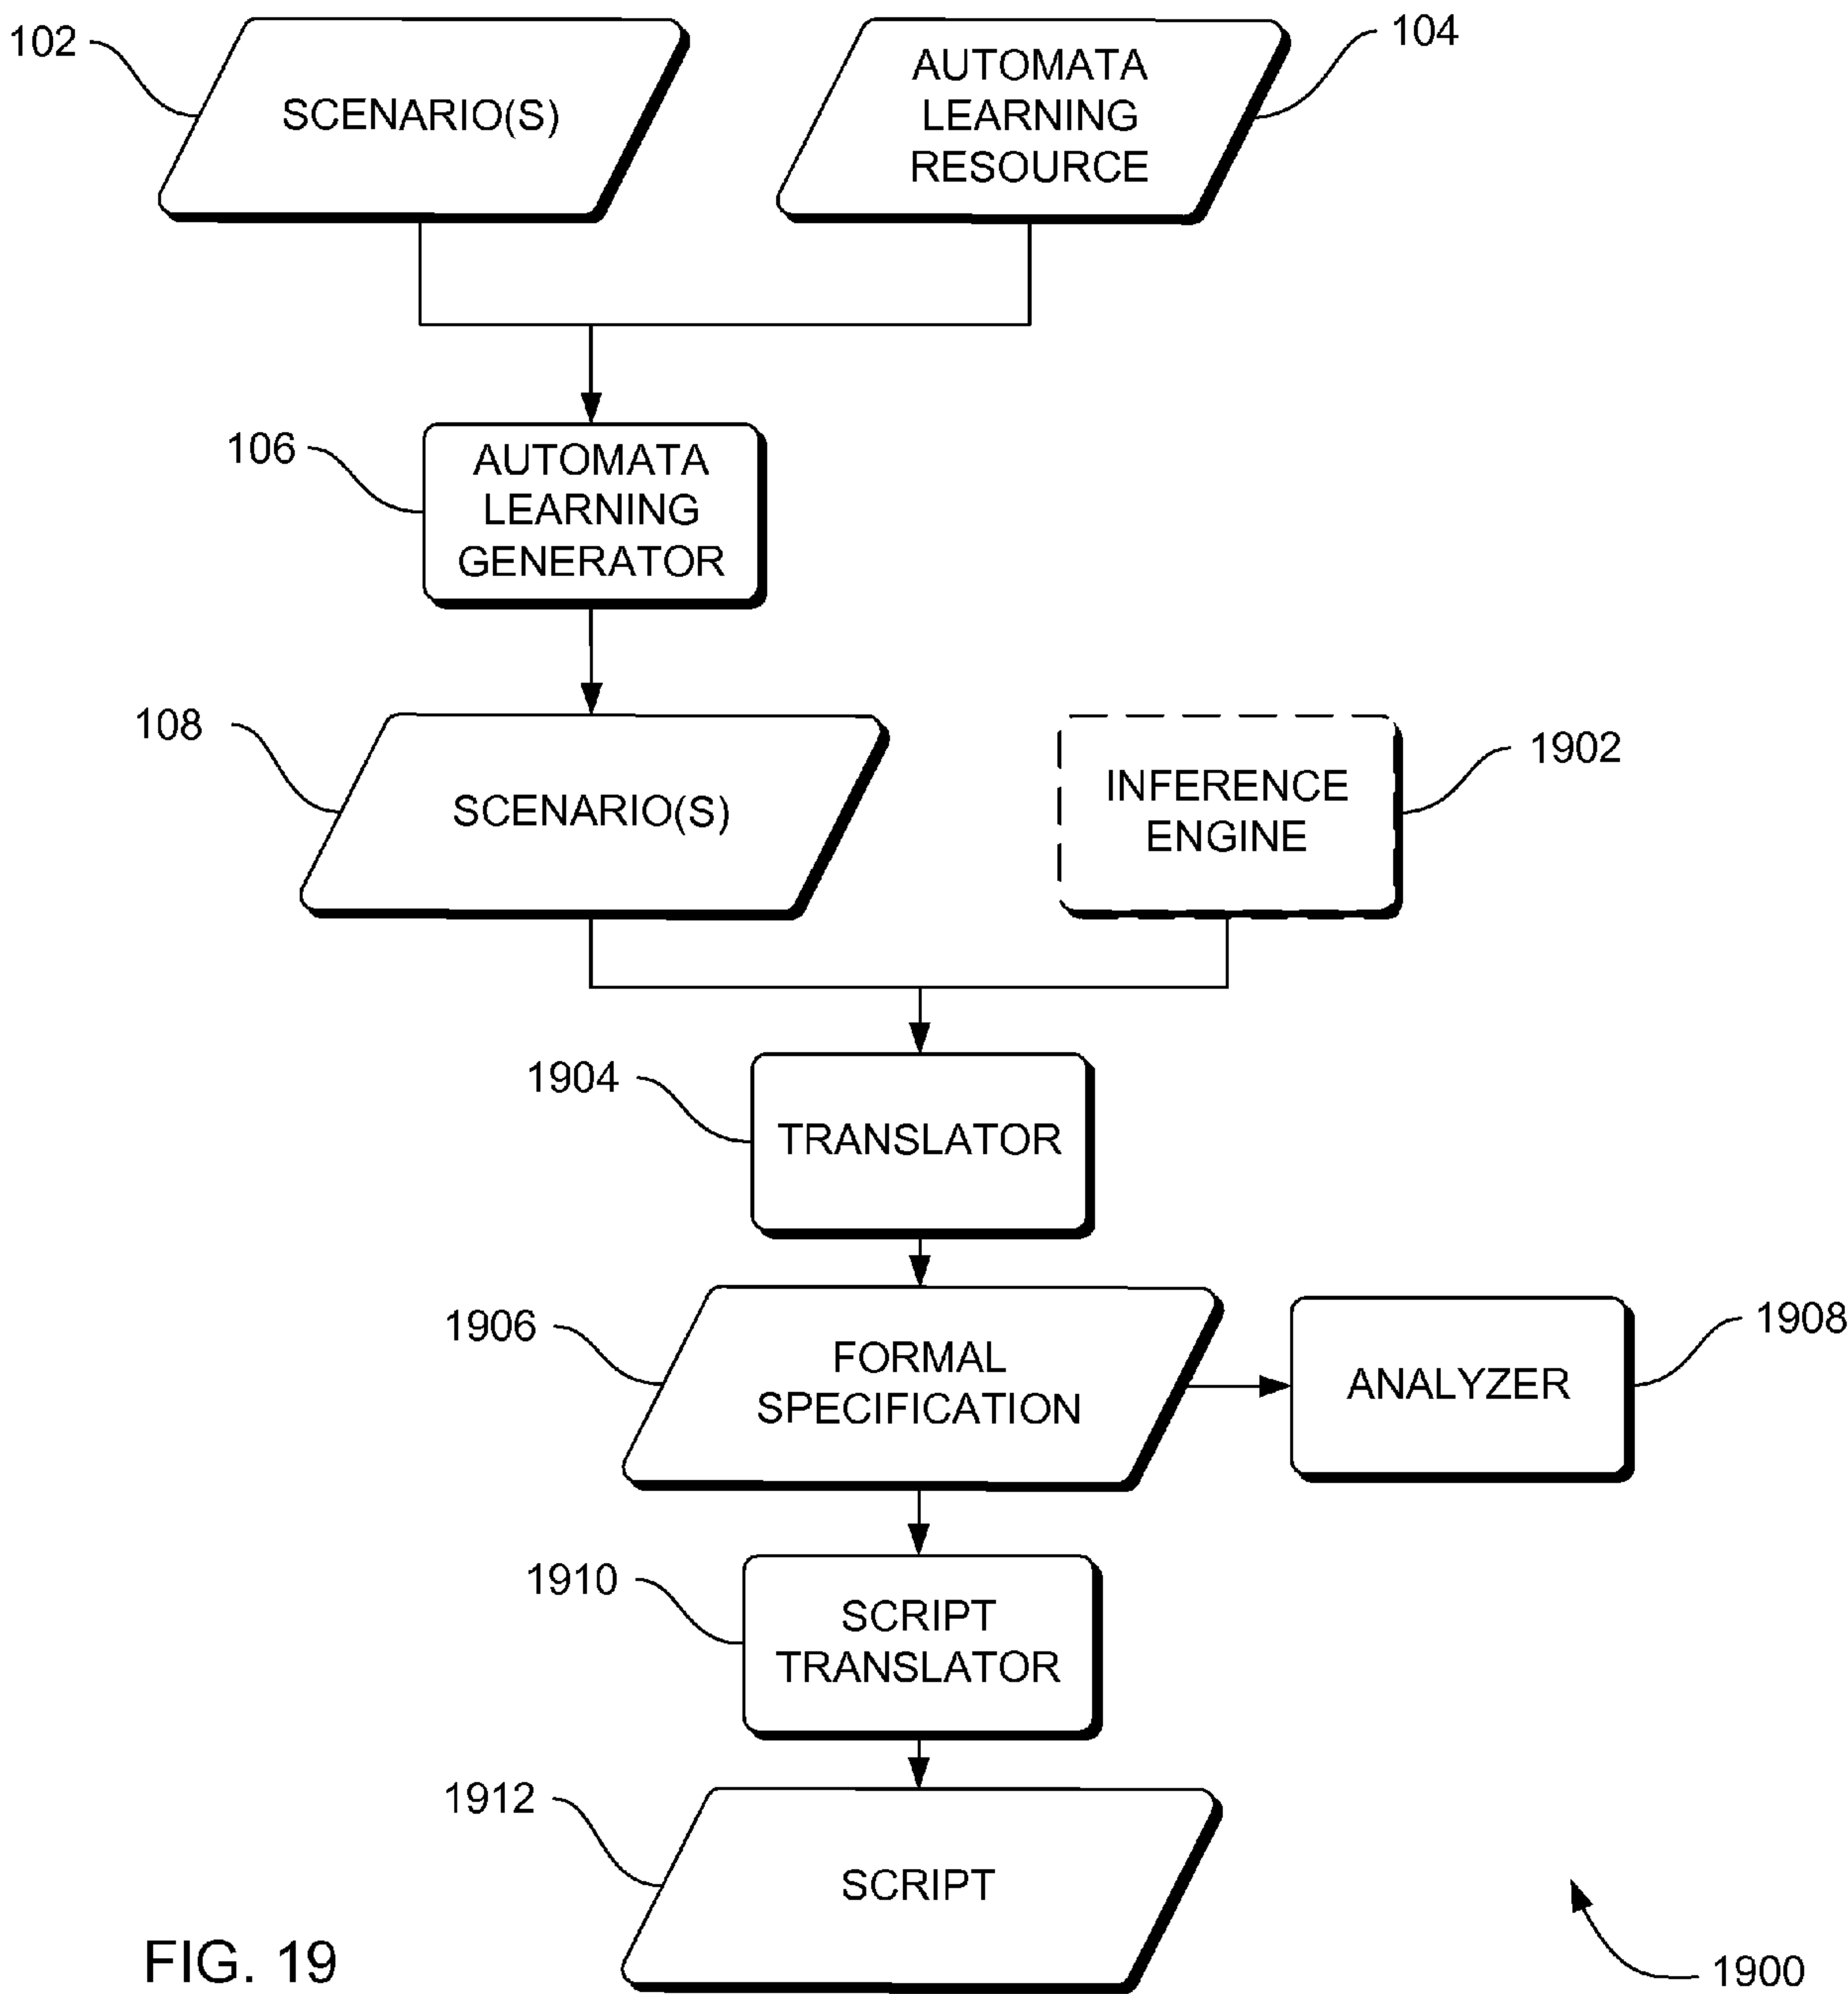 102
SCENARIO(S)
AUTOMATA
LEARNING
RESOURCE
104
106
AUTOMATA
LEARNING
GENERATOR
108
SCENARIO(S)
INFERENCE
ENGINE
1902
1904
TRANSLATOR
1906
FORMAL
SPECIFICATION
ANALYZER
1908
1910
SCRIPT
TRANSLATOR
1912
SCRIPT
FIG. 19
1900